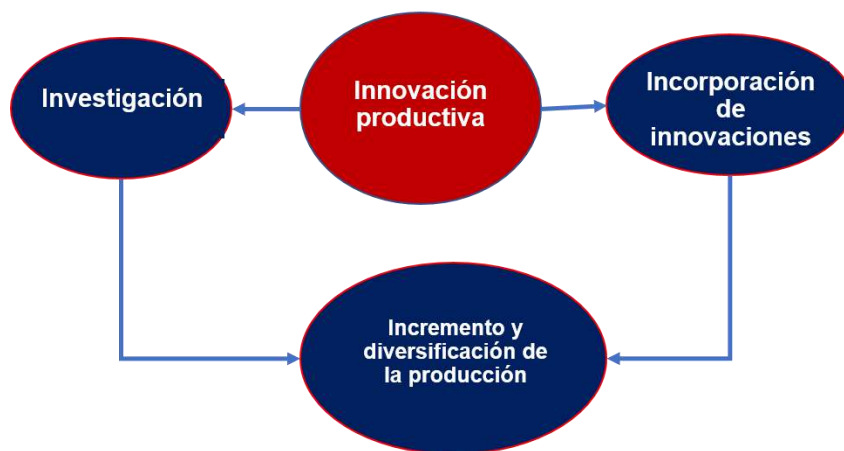 Investigación
Innovación
productiva
Incorporación
de
innovaciones
Incremento y
diversificación de
la producción